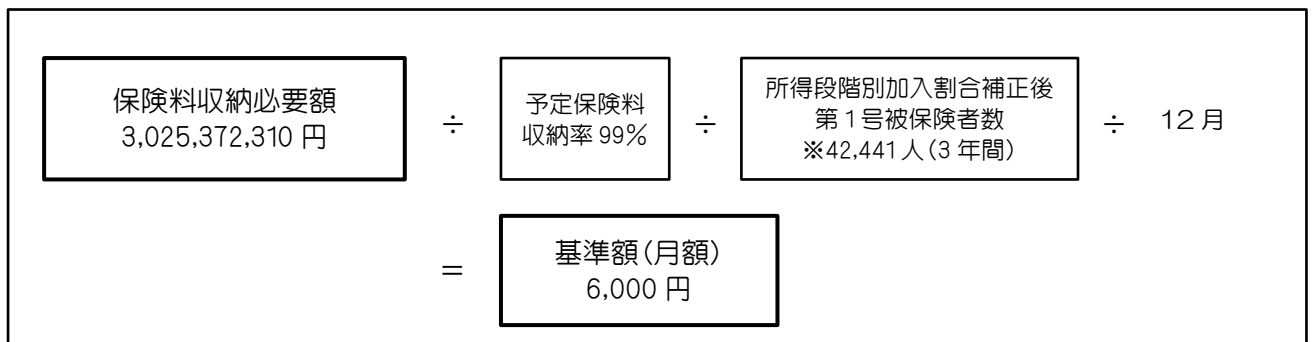 保険料収納必要額
3,025,372,310 円
÷
予定保険料
収納率 99%
÷
所得段階別加入割合補正後
第1号被保険者数
※42,441人(3年間)
÷
12月
=
基準額(月額)
6,000 円